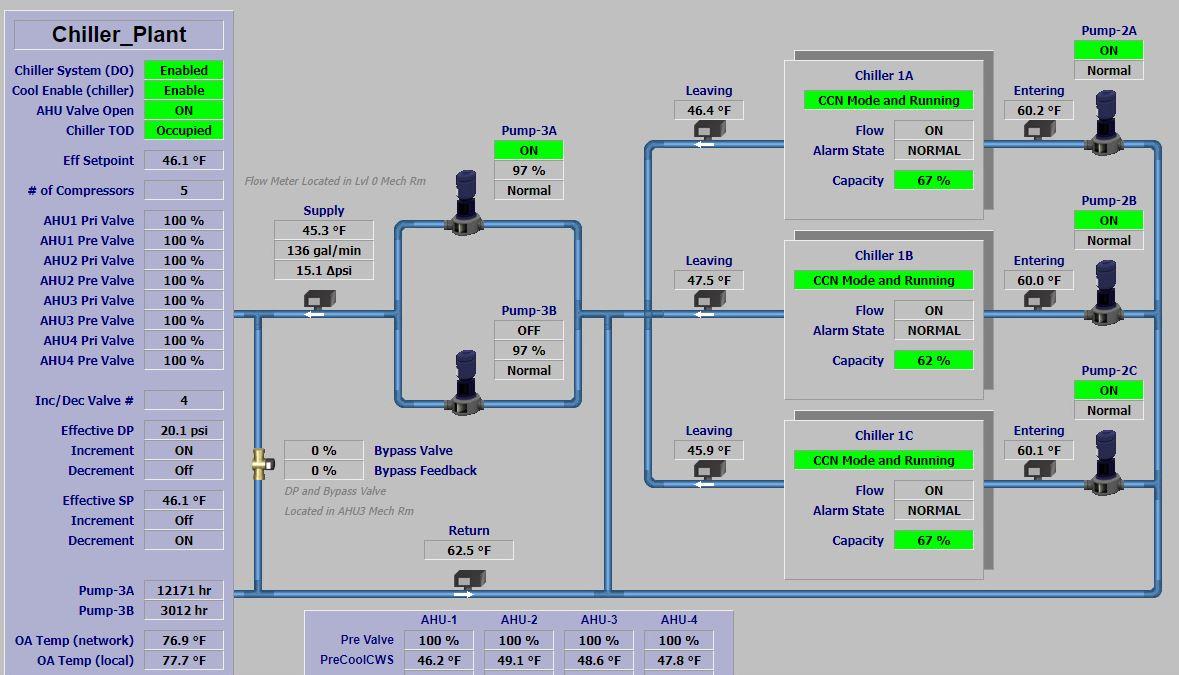 Chiller_Plant
Chiller System (DO) Enabled
Cool Enable (chiller) Enable
AHU Valve Open ON
Chiller TOD Occupied
Eff Setpoint 46.1 °F
# of Compressors 5
AHU1 Pri Valve 100 %
AHU1 Pre Valve 100 %
AHU2 Pri Valve 100 %
AHU2 Pre Valve 100 %
AHU3 Pri Valve 100 %
AHU3 Pre Valve 100 %
AHU4 Pri Valve 100 %
AHU4 Pre Valve 100 %
Inc/Dec Valve # 4
Effective DP 20.1 psi
Increment ON
Decrement Off
Effective SP 46.1 °F
Increment Off
Decrement ON
Pump-3A 12171 hr
Pump-3B 3012 hr
OA Temp (network) 76.9 °F
OA Temp (local) 77.7 °F
Flow Meter Located in Lvl 0 Mech Rm
Supply
45.3 °F
136 gal/min
15.1 Δpsi
Pump-3A
ON
97 %
Normal
Pump-3B
OFF
97 %
Normal
0 % Bypass Valve
0 % Bypass Feedback
DP and Bypass Valve
Located in AHU3 Mech Rm
Return
62.5 °F
AHU-1 AHU-2 AHU-3 AHU-4
Pre Valve 100 % 100 % 100 % 100 %
PreCoolCWS 46.2 °F 49.1 °F 48.6 °F 47.8 °F
Leaving
46.4 °F
Chiller 1A
CCN Mode and Running
Flow ON
Alarm State NORMAL
Capacity 67 %
Entering
60.2 °F
Pump-2A
ON
Normal
Leaving
47.5 °F
Chiller 1B
CCN Mode and Running
Flow ON
Alarm State NORMAL
Capacity 62 %
Entering
60.0 °F
Pump-2B
ON
Normal
Leaving
45.9 °F
Chiller 1C
CCN Mode and Running
Flow ON
Alarm State NORMAL
Capacity 67 %
Entering
60.1 °F
Pump-2C
ON
Normal